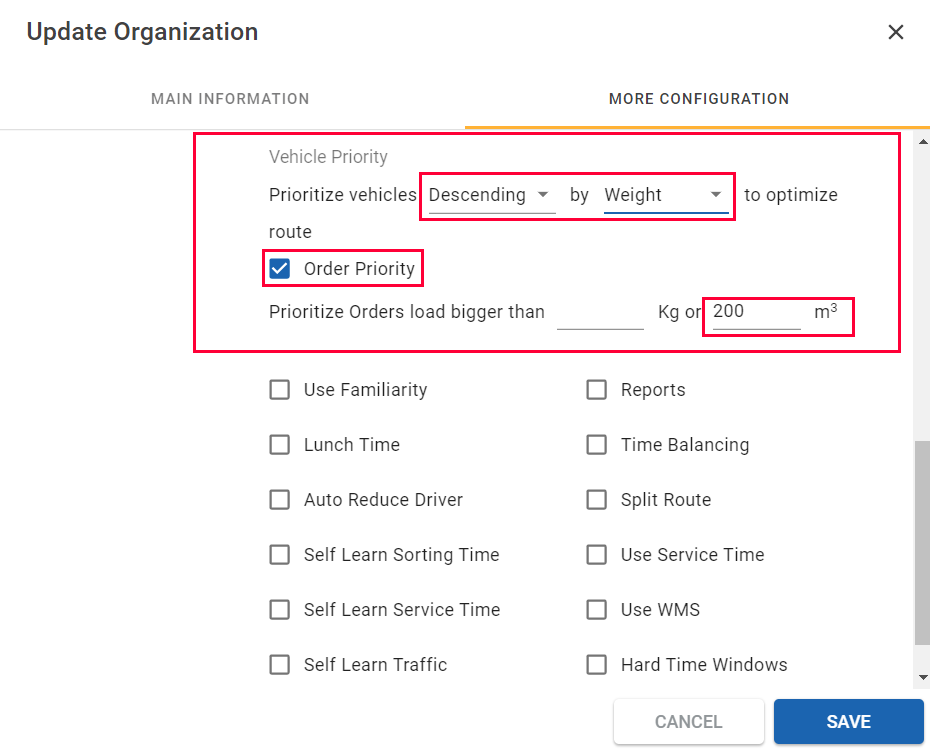 Update Organization
MAIN INFORMATION MORE CONFIGURATION
Vehicle Priority
Prioritize vehicles Descending by Weight to optimize
route
Order Priority
Prioritize Orders load bigger than Kg or 200 m³
Use Familiarity Reports
Lunch Time Time Balancing
Auto Reduce Driver Split Route
Self Learn Sorting Time Use Service Time
Self Learn Service Time Use WMS
Self Learn Traffic Hard Time Windows
CANCEL SAVE